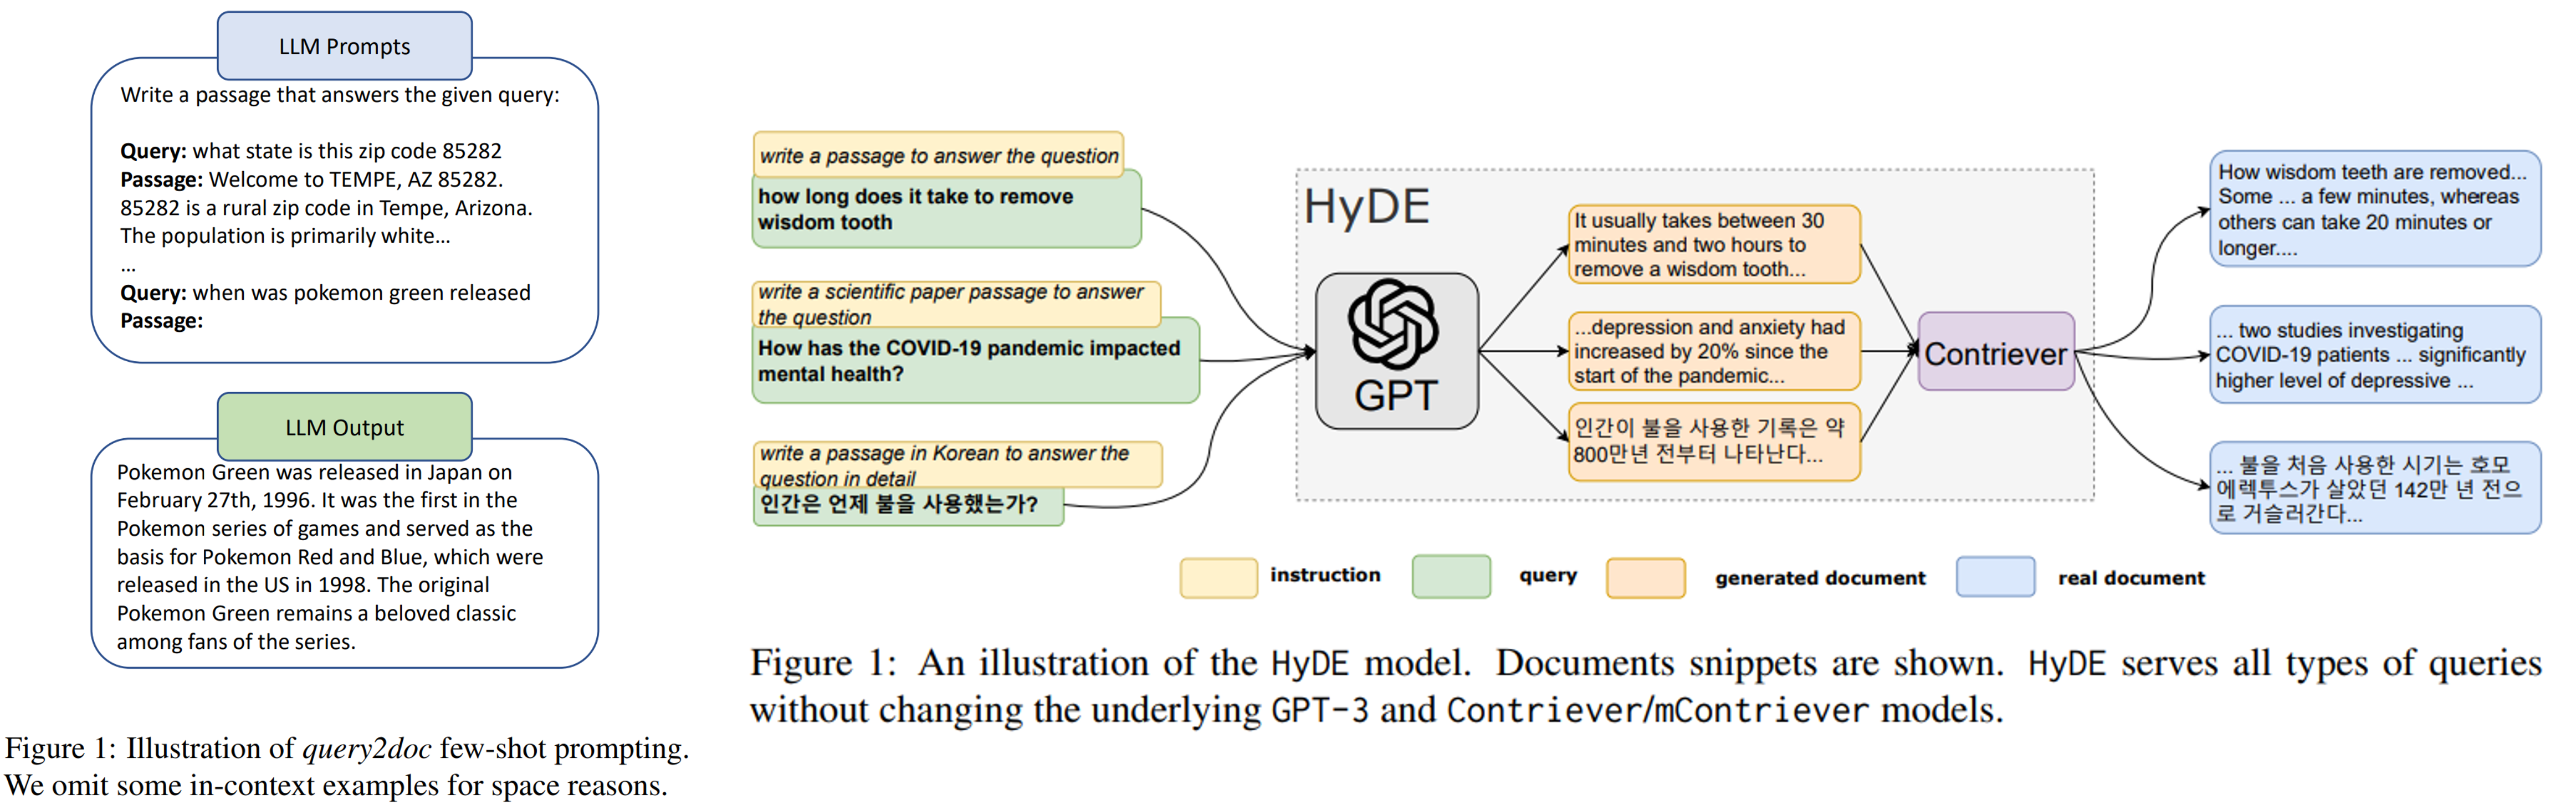 LLM Prompts
Write a passage that answers the given query:
Query: what state is this zip code 85282
Passage: Welcome to TEMPE, AZ 85282.
85282 is a rural zip code in Tempe, Arizona.
The population is primarily white...
...
Query: when was pokemon green released
Passage:
LLM Output
Pokemon Green was released in Japan on
February 27th, 1996. It was the first in the
Pokemon series of games and served as the
basis for Pokemon Red and Blue, which were
released in the US in 1998. The original
Pokemon Green remains a beloved classic
among fans of the series.
Figure 1: Illustration of query2doc few-shot prompting.
We omit some in-context examples for space reasons.
write a passage to answer the question
how long does it take to remove
wisdom tooth
write a scientific paper passage to answer
the question
How has the COVID-19 pandemic impacted
mental health?
write a passage in Korean to answer the
question in detail
인간은 언제 불을 사용했는가?
HyDE
GPT
It usually takes between 30
minutes and two hours to
remove a wisdom tooth...
...depression and anxiety had
increased by 20% since the
start of the pandemic...
인간이 불을 사용한 기록은 약
800만년 전부터 나타난다...
Contriever
How wisdom teeth are removed...
Some ... a few minutes, whereas
others can take 20 minutes or
longer....
... two studies investigating
COVID-19 patients ... significantly
higher level of depressive ...
... 불을 처음 사용한 시기는 호모
에렉투스가 살았던 142만 년 전으
로 거슬러간다...
instruction
query
generated document
real document
Figure 1: An illustration of the HyDE model. Documents snippets are shown. HyDE serves all types of queries
without changing the underlying GPT-3 and Contriever/mContriever models.